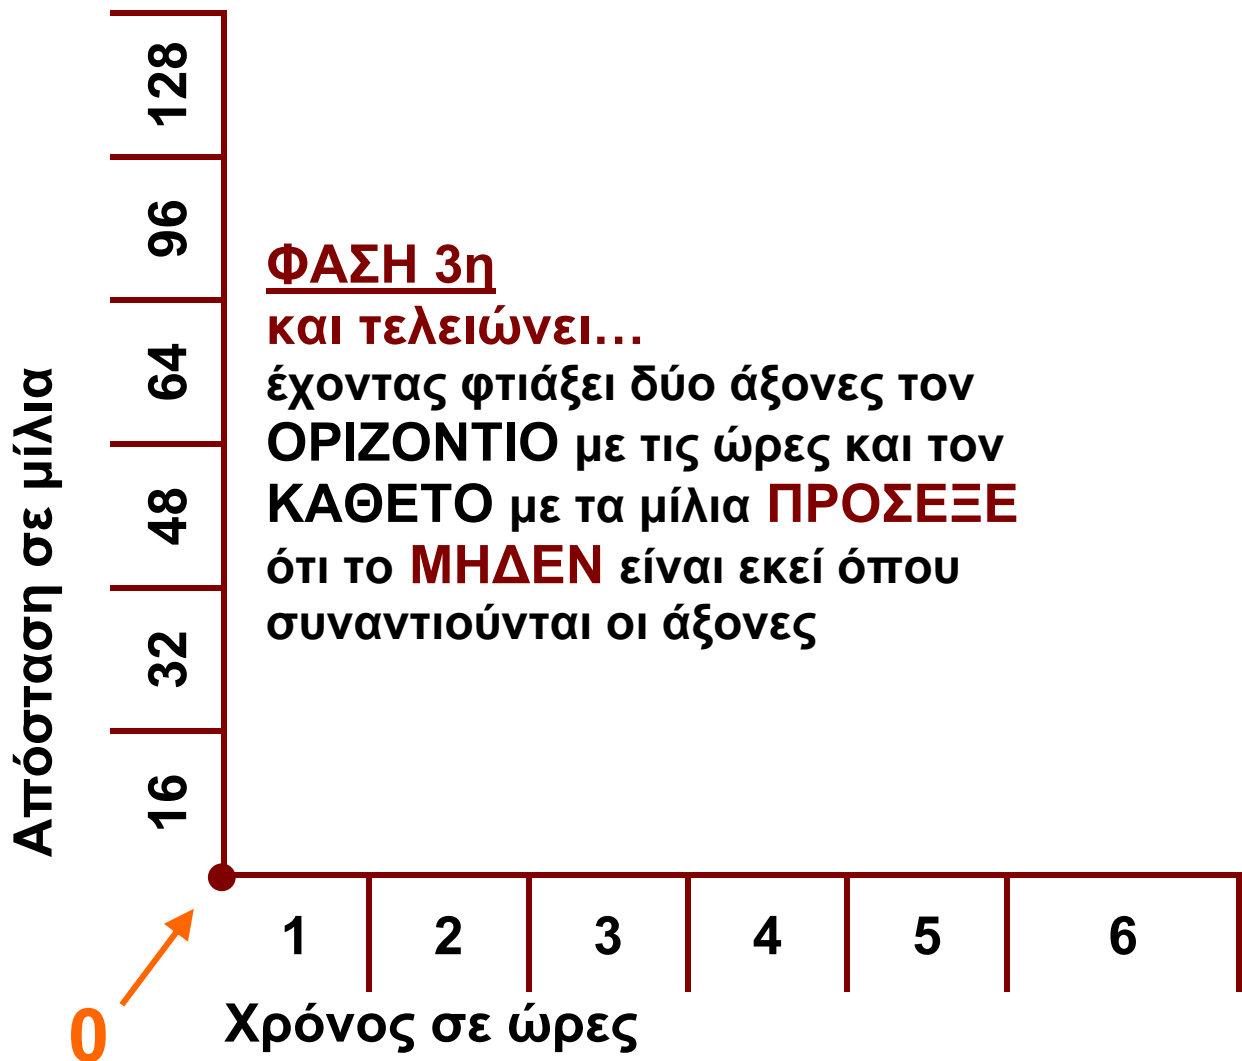 128
96
64
48
32
16
Απόσταση σε μίλια
ΦΑΣΗ 3η
και τελειώνει…
έχοντας φτιάξει δύο άξονες τον
ΟΡΙΖΟΝΤΙΟ με τις ώρες και τον
ΚΑΘΕΤΟ με τα μίλια ΠΡΟΣΕΞΕ
ότι το ΜΗΔΕΝ είναι εκεί όπου
συναντιούνται οι άξονες
1 2 3 4 5 6
0
Χρόνος σε ώρες